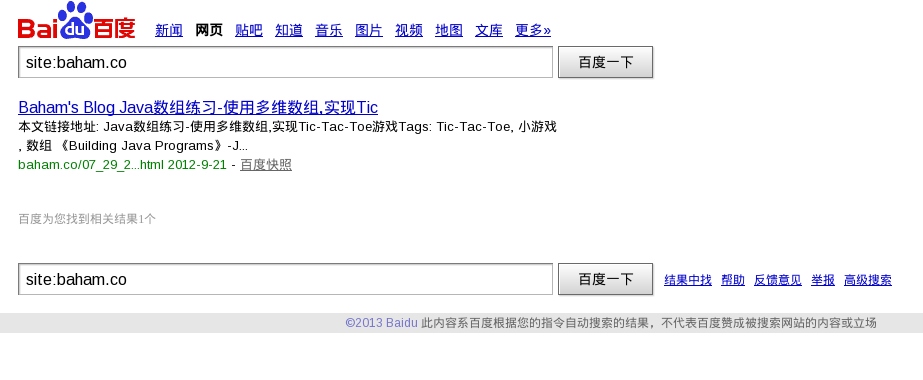 Bai du 百度 新闻 网页 贴吧 知道 音乐 图片 视频 地图 文库 更多»
site:baham.co 百度一下
Baham's Blog Java数组练习-使用多维数组,实现Tic
本文链接地址: Java数组练习-使用多维数组,实现Tic-Tac-Toe游戏Tags: Tic-Tac-Toe, 小游戏
, 数组 《Building Java Programs》-J...
baham.co/07_29_2...html 2012-9-21 - 百度快照
百度为您找到相关结果1个
site:baham.co 百度一下 结果中找 帮助 反馈意见 举报 高级搜索
©2013 Baidu 此内容系百度根据您的指令自动搜索的结果，不代表百度赞成被搜索网站的内容或立场